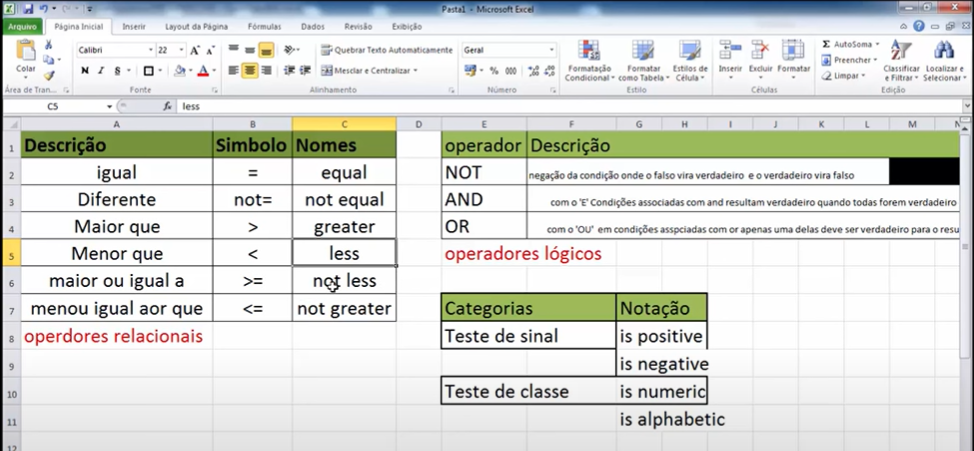 Pasta1 - Microsoft Excel
Arquivo Página Inicial Inserir Layout da Página Fórmulas Dados Revisão Exibição
Colar
Calibri 22
N I S
Quebrar Texto Automaticamente
Mesclar e Centralizar
Geral
% 000
Formatação Condicional
Formatar como Tabela
Estilos de Célula
Inserir Excluir Formatar
Σ AutoSoma
Preencher
Limpar
Classificar e Filtrar
Localizar e Selecionar
Área de Tran... Fonte Alinhamento Número Estilo Células Edição
C5 fx less
A B C D E F G H I J K L M N
1 Descrição Simbolo Nomes operador Descrição
2 igual = equal NOT negação da condição onde o falso vira verdadeiro e o verdadeiro vira falso
3 Diferente not= not equal AND com o 'E' Condições associadas com and resultam verdadeiro quando todas forem verdadeiro
4 Maior que > greater OR com o 'OU' em condições asspciadas com or apenas uma delas deve ser verdadeiro para o resu
5 Menor que < less operadores lógicos
6 maior ou igual a >= not less
7 menou igual aor que <= not greater Categorias Notação
8 operdores relacionais Teste de sinal is positive
9 is negative
10 Teste de classe is numeric
11 is alphabetic
12